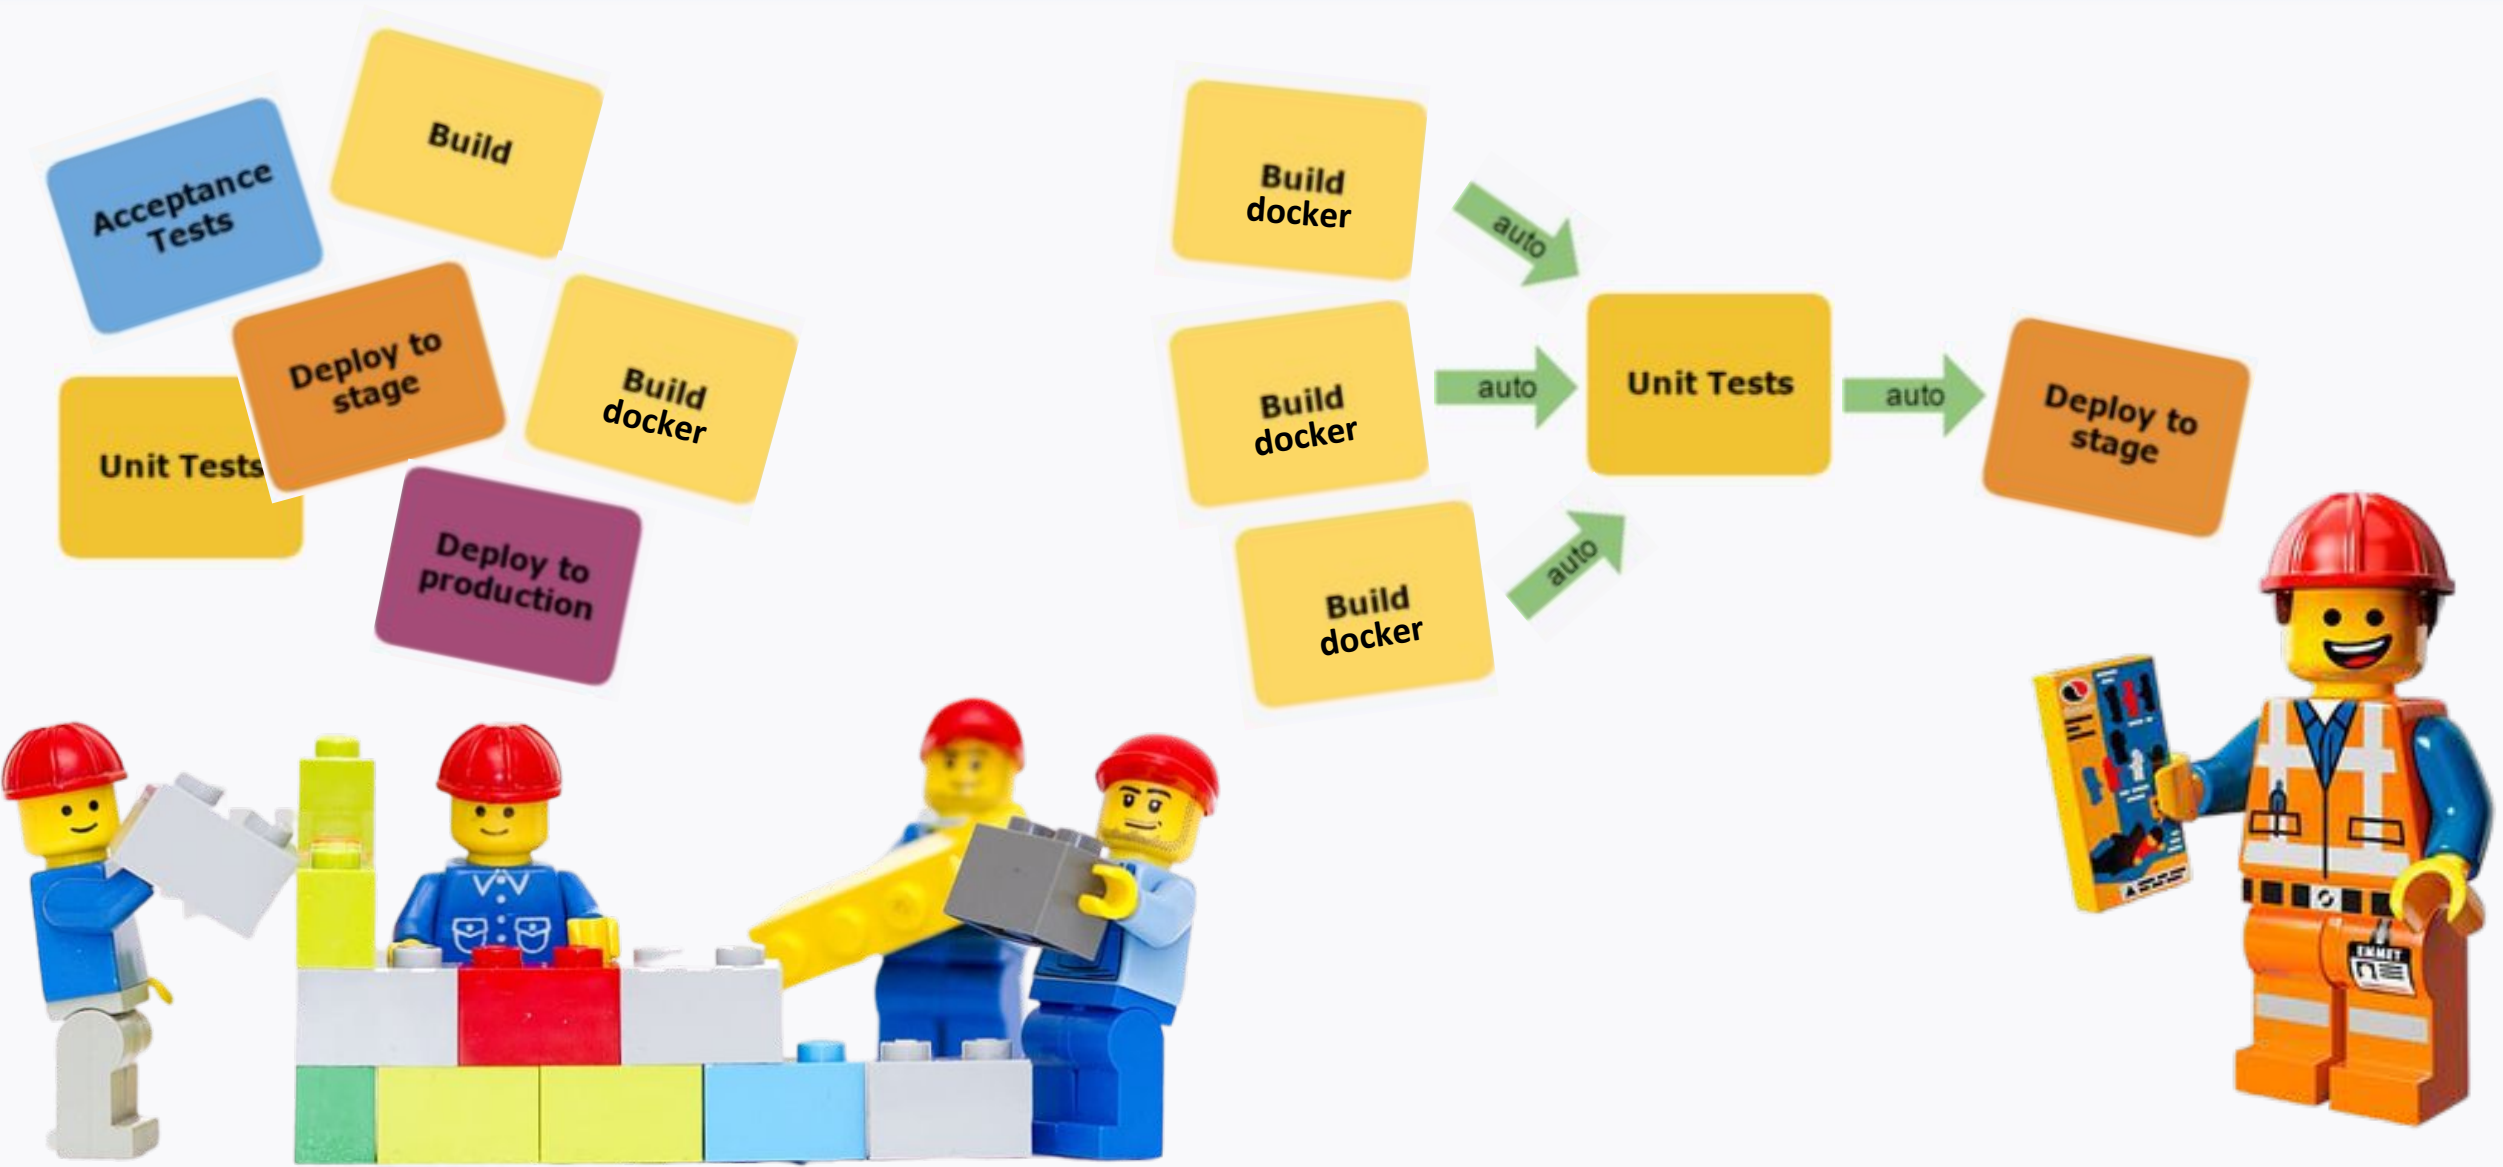 Build
Acceptance
Tests
Deploy to
stage
Build
docker
Unit Tests
Deploy to
production
Build
docker
auto
Build
docker
auto
Unit Tests
auto
Deploy to
stage
Build
docker
auto
EMMET